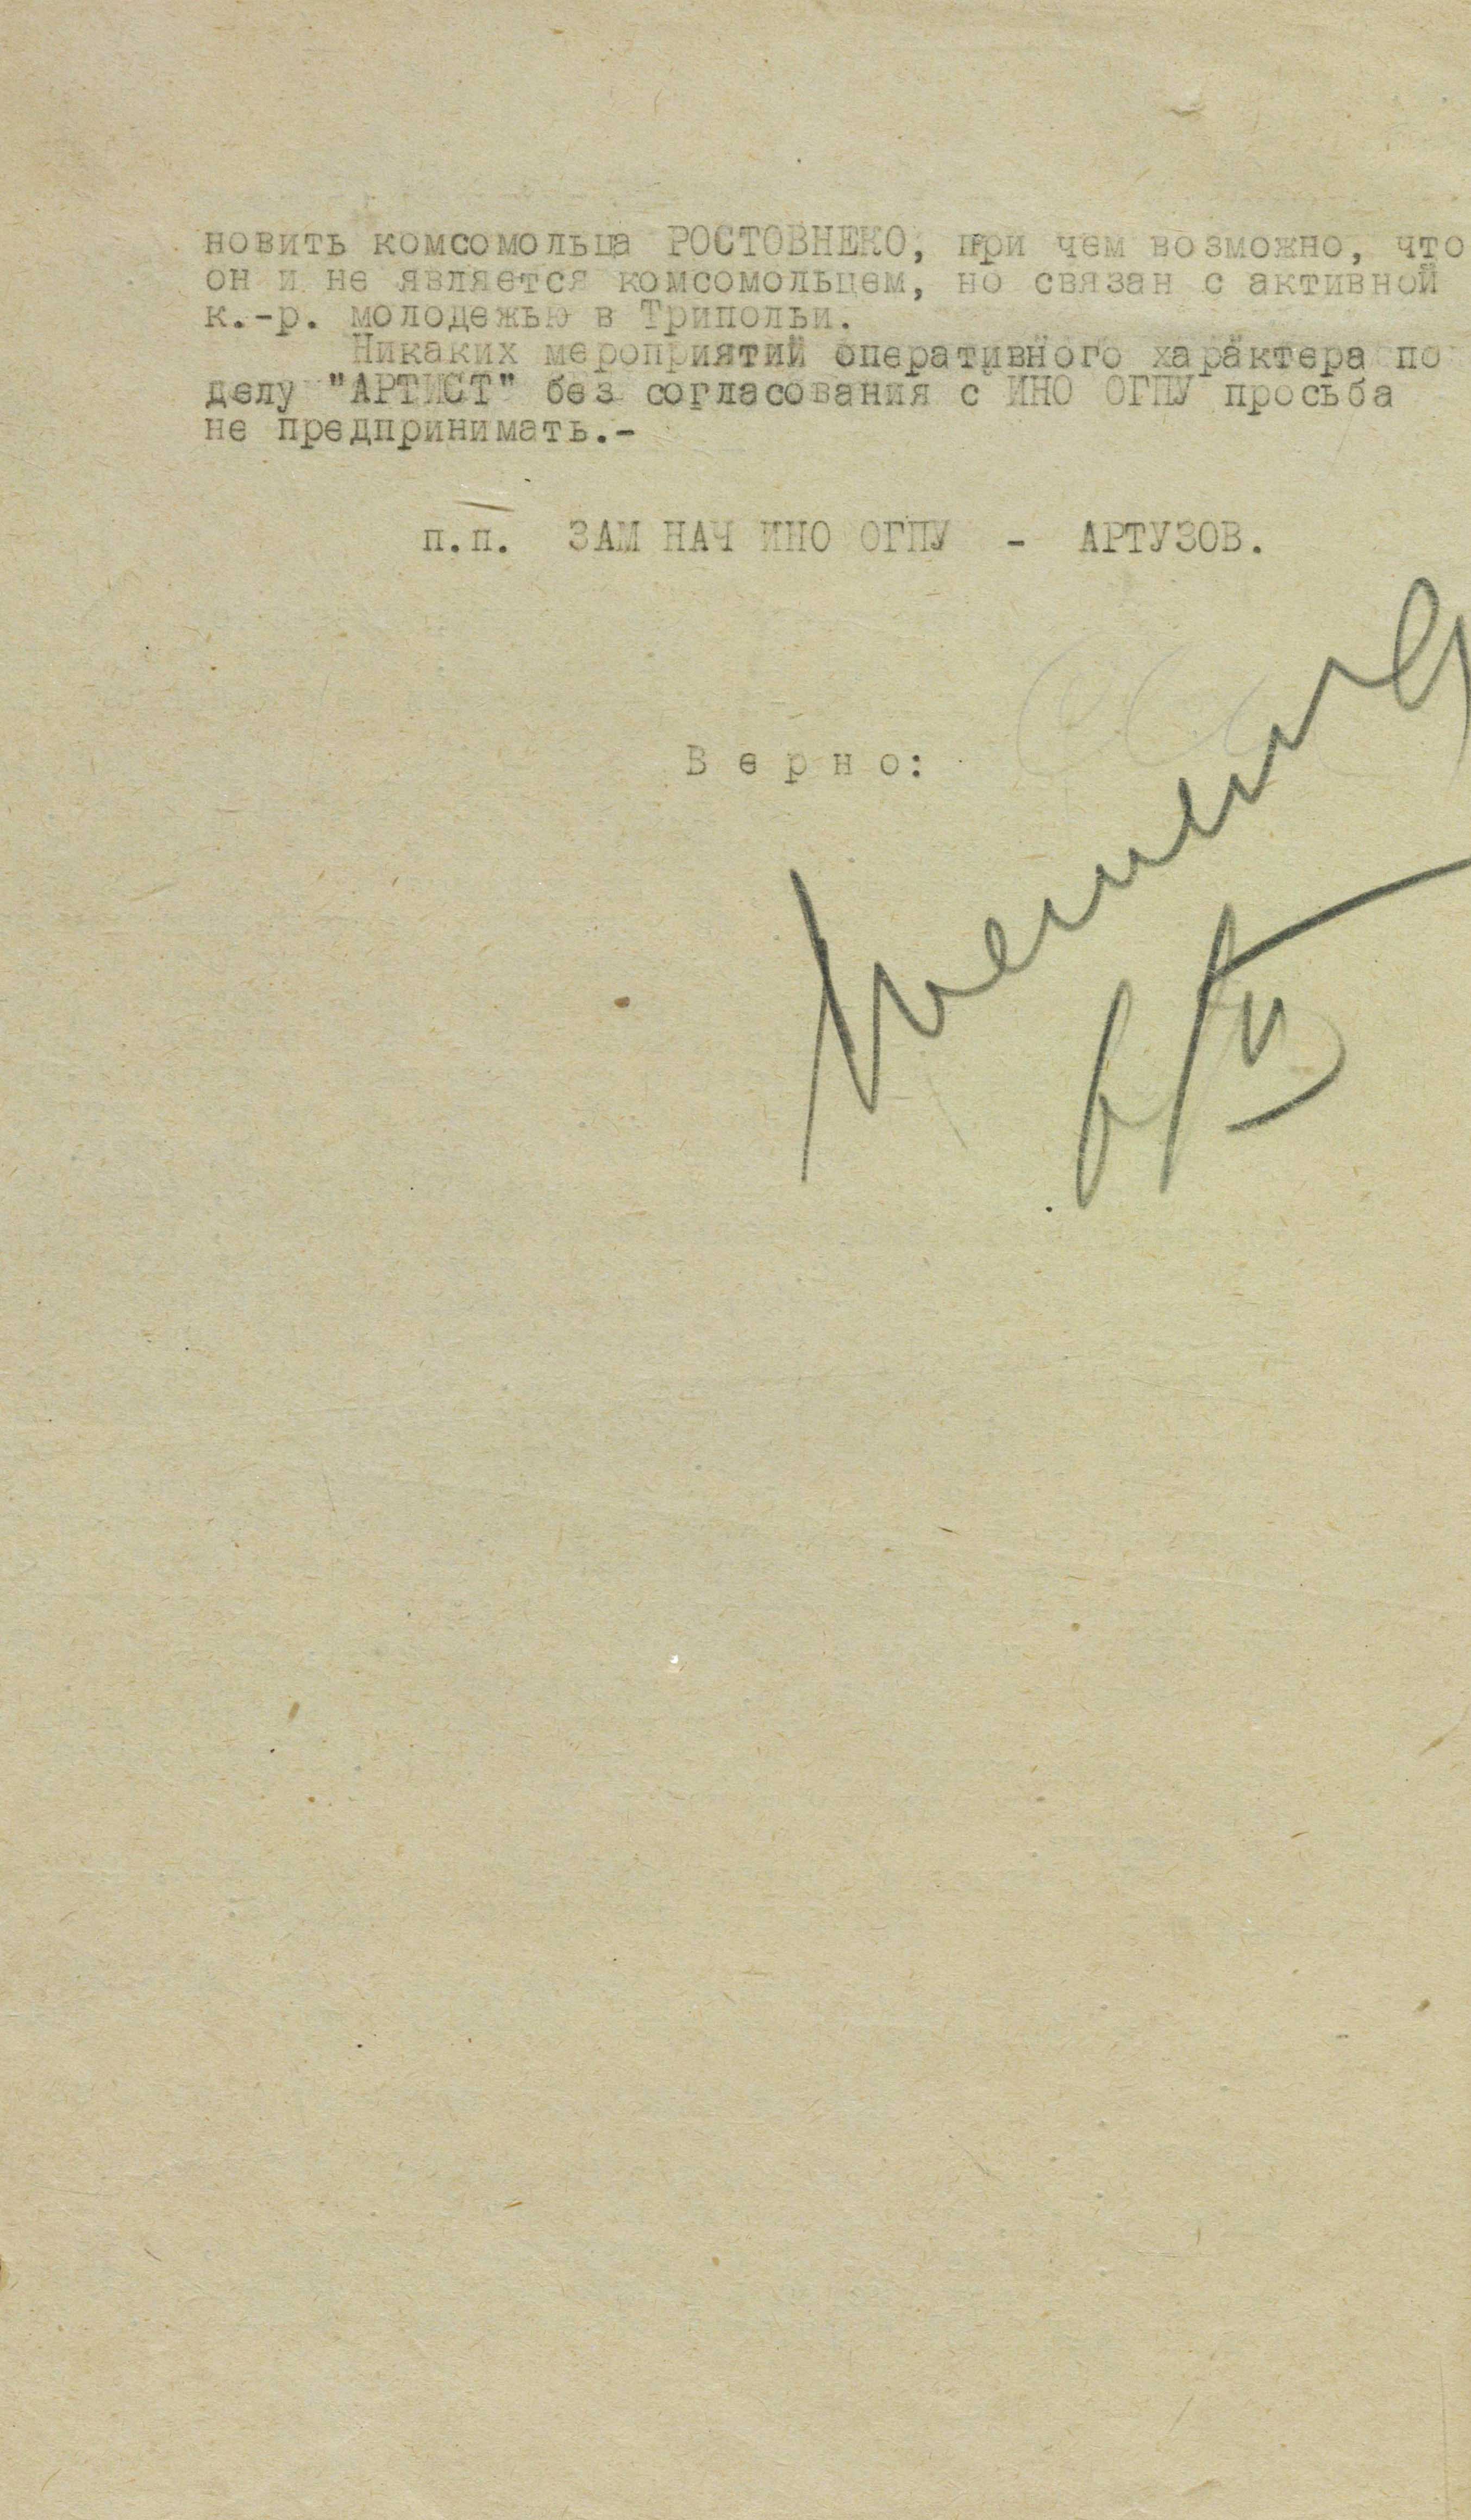 новить комсомольца РОСТОВНЕКО, при чем возможно, что
он и не является комсомольцем, но связан с активной
к.-р. молодежью в Триполье.
Никаких мероприятий оперативного характера по
делу "АРТИСТ" без согласования с ИНО ОГПУ просьба
не предпринимать.-
п.п. ЗАМ НАЧ ИНО ОГПУ - АРТУЗОВ.
В е р н о: